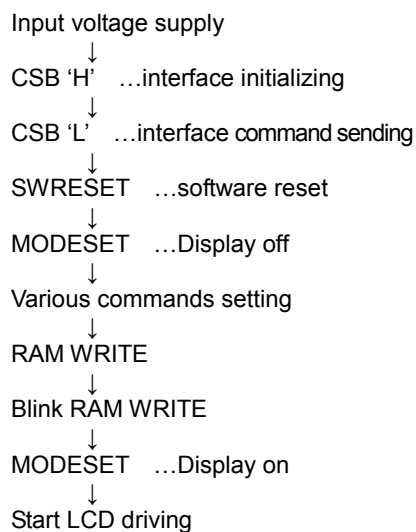 Input voltage supply
↓
CSB ‘H’ …interface initializing
↓
CSB ‘L’ …interface command sending
↓
SWRESET …software reset
↓
MODESET …Display off
↓
Various commands setting
↓
RAM WRITE
↓
Blink RAM WRITE
↓
MODESET …Display on
↓
Start LCD driving